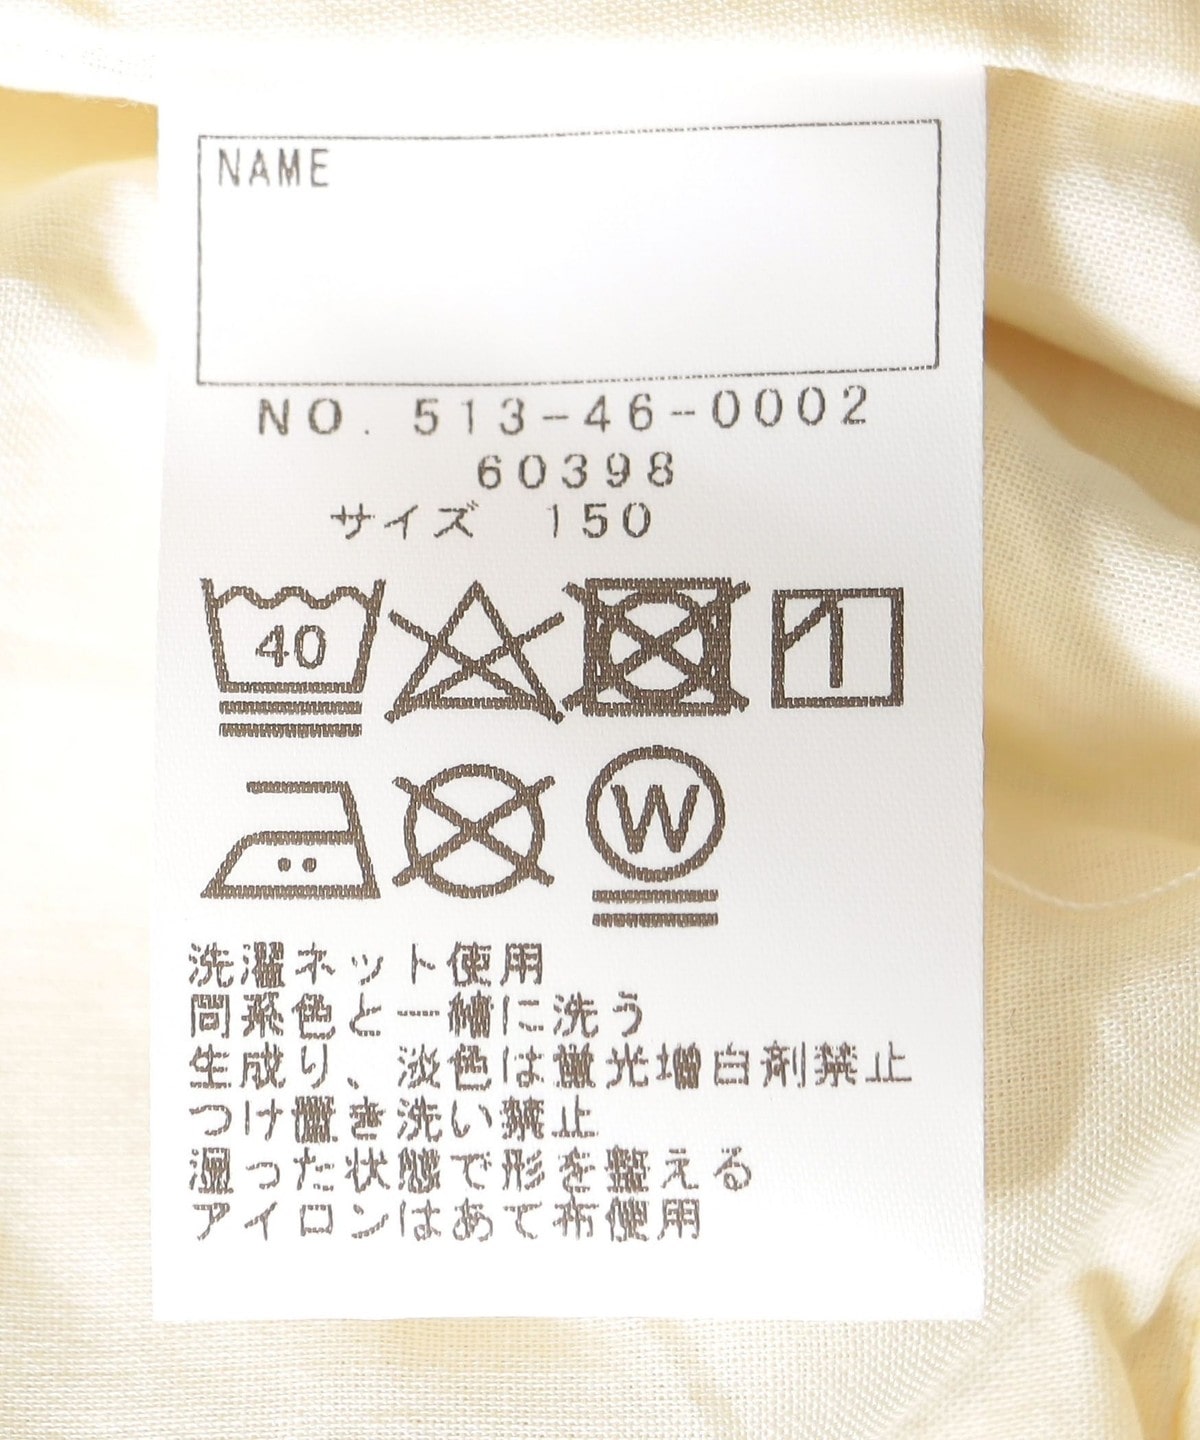 NAME
NO. 513-46-0002
60398
サイズ 150
40
W
洗濯ネット使用
同系色と一緒に洗う
生成り、淡色は蛍光増白剤禁止
つけ置き洗い禁止
湿った状態で形を整える
アイロンはあて布使用